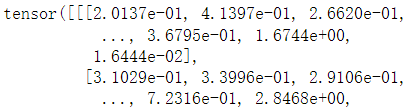 tensor([[[2.0137e-01, 4.1397e-01, 2.6620e-01,
..., 3.6795e-01, 1.6744e+00,
1.6444e-02],
[3.1029e-01, 3.3996e-01, 2.9106e-01,
..., 7.2316e-01, 2.8468e+00,